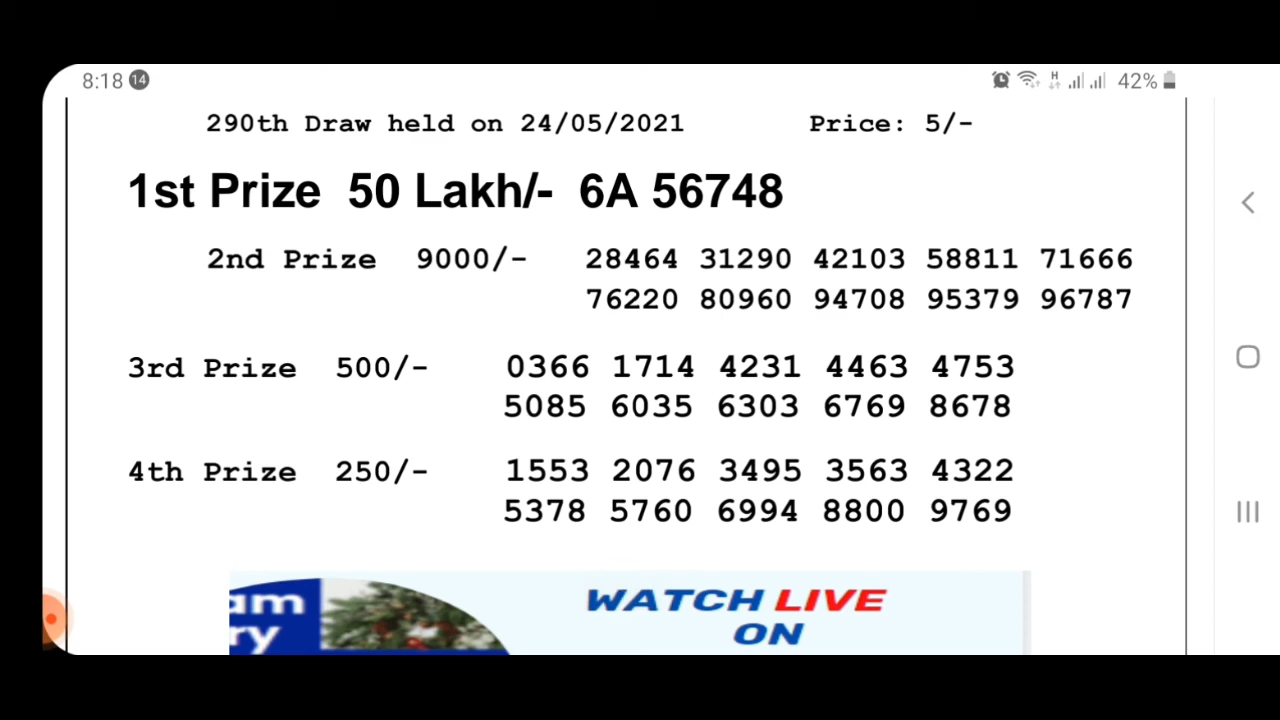 8:18 14 H 42%
290th Draw held on 24/05/2021 Price: 5/-
1st Prize 50 Lakh/- 6A 56748
2nd Prize 9000/- 28464 31290 42103 58811 71666
76220 80960 94708 95379 96787
3rd Prize 500/- 0366 1714 4231 4463 4753
5085 6035 6303 6769 8678
4th Prize 250/- 1553 2076 3495 3563 4322
5378 5760 6994 8800 9769
am
ry
WATCH LIVE
ON